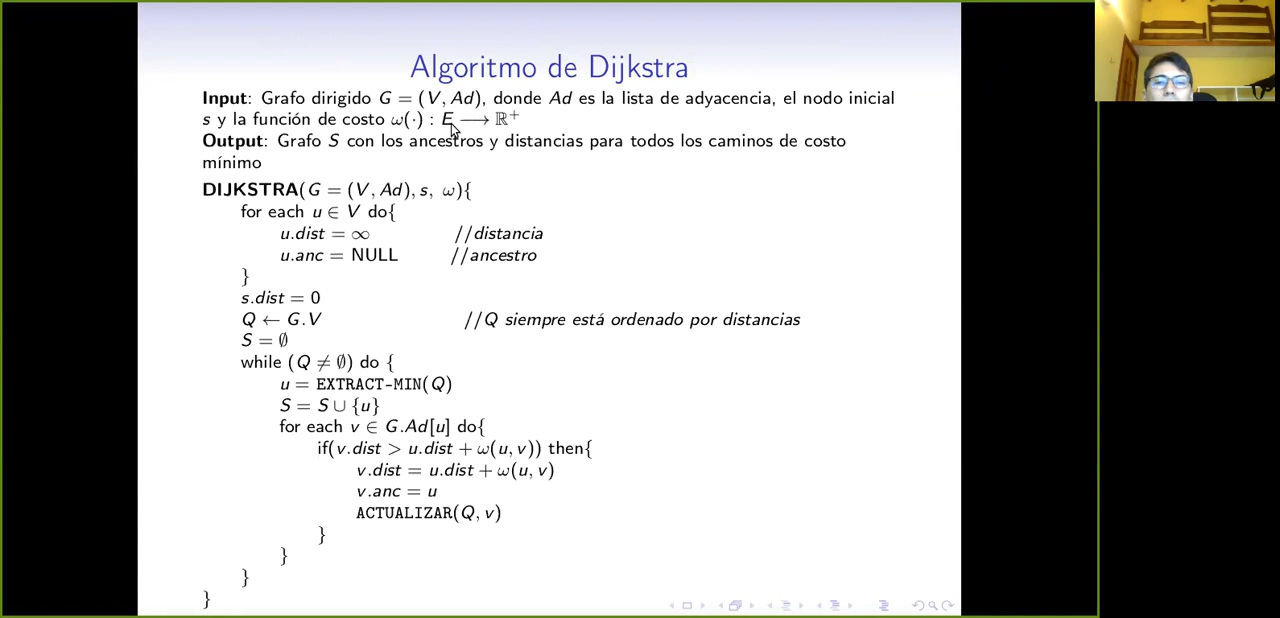 Algoritmo de Dijkstra
Input: Grafo dirigido G = (V, Ad), donde Ad es la lista de adyacencia, el nodo inicial
s y la función de costo ω(·) : E ⟶ ℝ⁺
Output: Grafo S con los ancestros y distancias para todos los caminos de costo
mínimo
DIJKSTRA(G = (V, Ad), s, ω){
for each u ∈ V do{
u.dist = ∞ //distancia
u.anc = NULL //ancestro
}
s.dist = 0
Q ← G.V //Q siempre está ordenado por distancias
S = ∅
while (Q ≠ ∅) do {
u = EXTRACT-MIN(Q)
S = S ∪ {u}
for each v ∈ G.Ad[u] do{
if(v.dist > u.dist + ω(u, v)) then{
v.dist = u.dist + ω(u, v)
v.anc = u
ACTUALIZAR(Q, v)
}
}
}
}